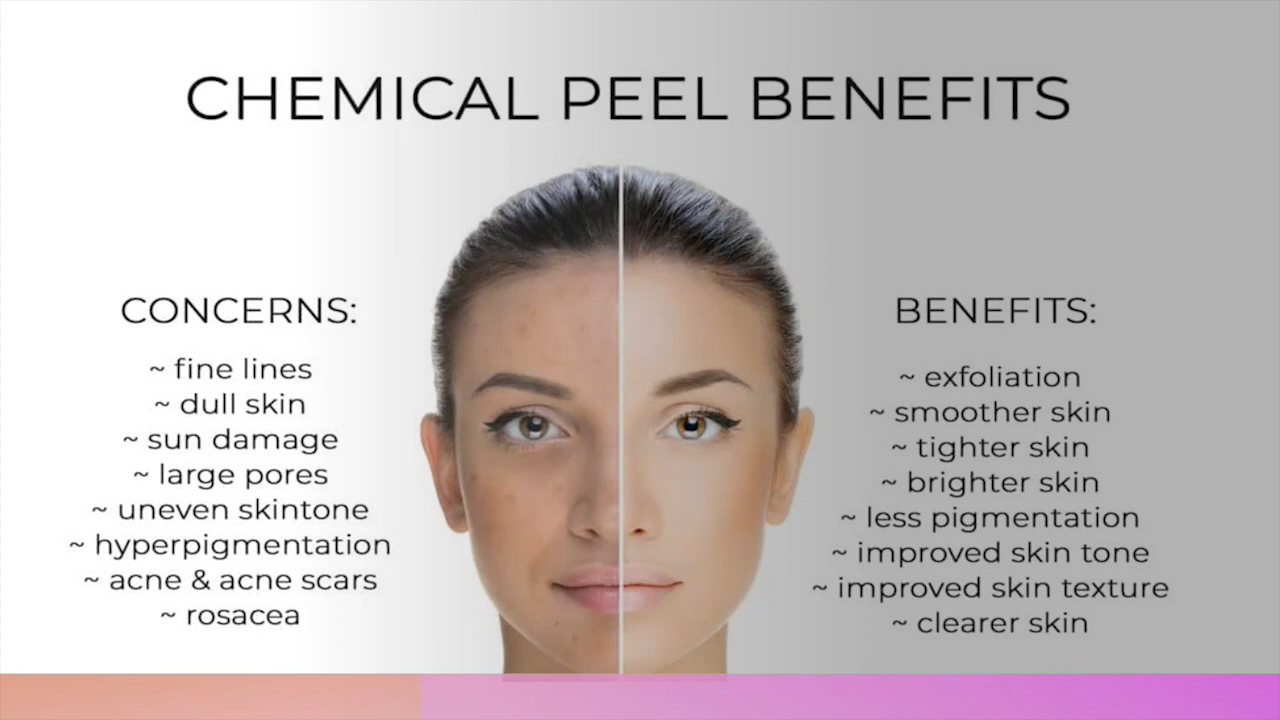 CHEMICAL PEEL BENEFITS
CONCERNS:
~ fine lines
~ dull skin
~ sun damage
~ large pores
~ uneven skintone
~ hyperpigmentation
~ acne & acne scars
~ rosacea
BENEFITS:
~ exfoliation
~ smoother skin
~ tighter skin
~ brighter skin
~ less pigmentation
~ improved skin tone
~ improved skin texture
~ clearer skin